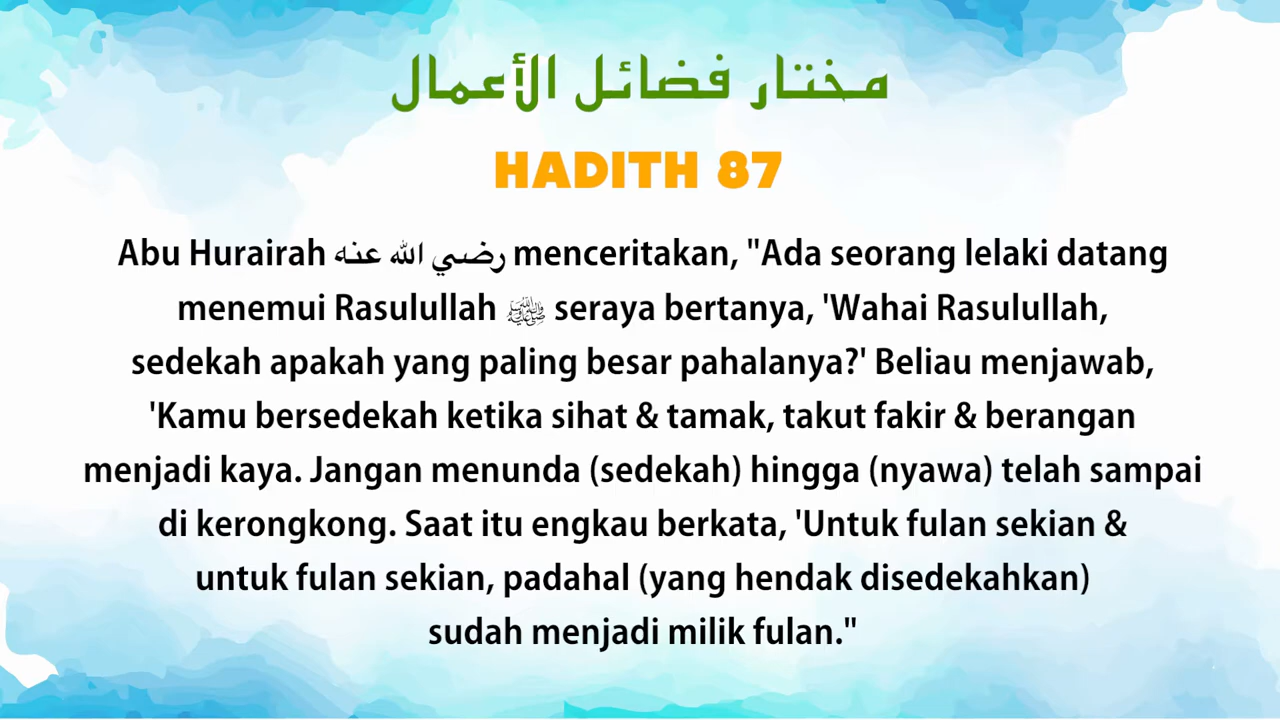 مختار فضائل الأعمال
HADITH 87
Abu Hurairah رضي الله عنه menceritakan, "Ada seorang lelaki datang
menemui Rasulullah ﷺ seraya bertanya, 'Wahai Rasulullah,
sedekah apakah yang paling besar pahalanya?' Beliau menjawab,
'Kamu bersedekah ketika sihat & tamak, takut fakir & berangan
menjadi kaya. Jangan menunda (sedekah) hingga (nyawa) telah sampai
di kerongkong. Saat itu engkau berkata, 'Untuk fulan sekian &
untuk fulan sekian, padahal (yang hendak disedekahkan)
sudah menjadi milik fulan."